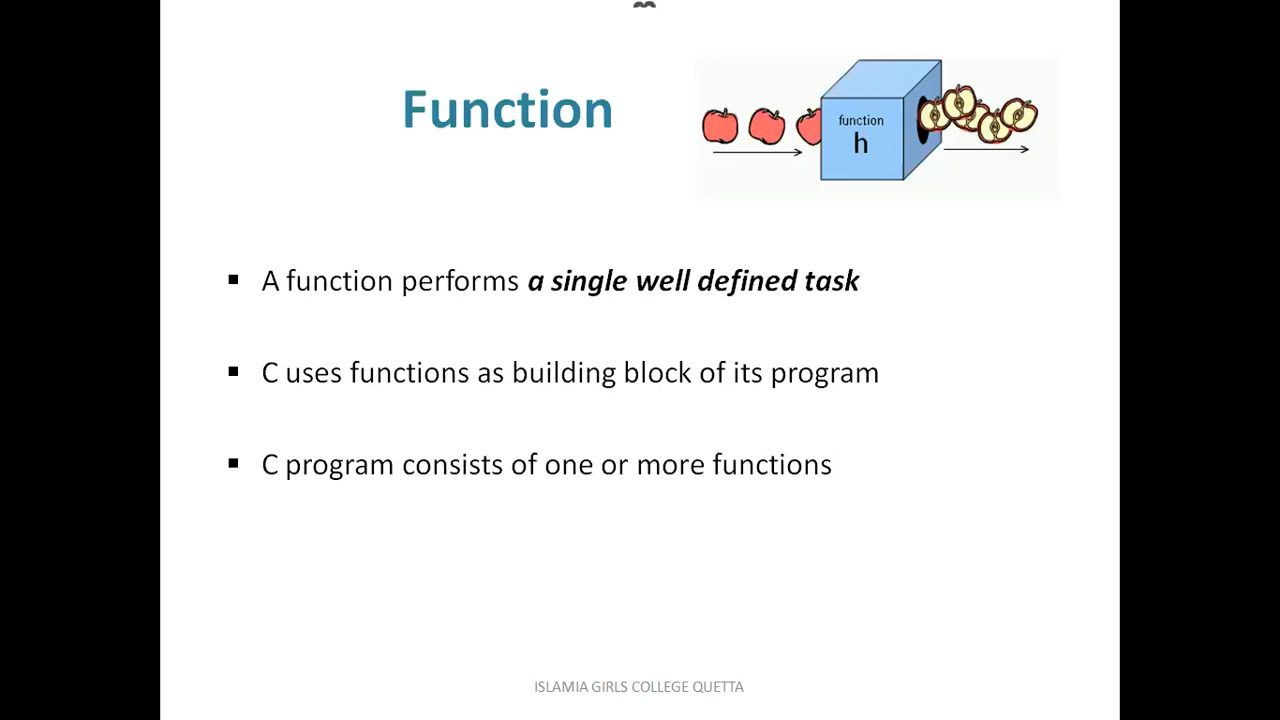 Function
function
h
▪ A function performs a single well defined task
▪ C uses functions as building block of its program
▪ C program consists of one or more functions
ISLAMIA GIRLS COLLEGE QUETTA